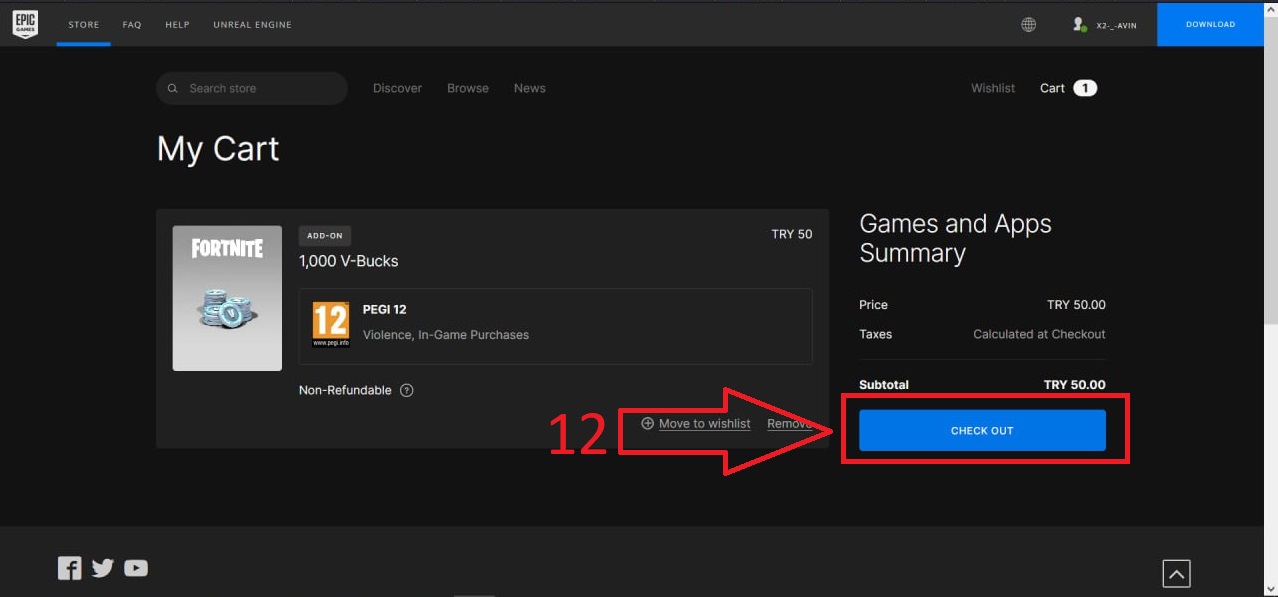 EPIC
GAMES
STORE FAQ HELP UNREAL ENGINE
X2-_-AVIN
DOWNLOAD
Search store
Discover Browse News
Wishlist Cart 1
My Cart
FORTNITE
ADD-ON
TRY 50
1,000 V-Bucks
12
www.pegi.info
PEGI 12
Violence, In-Game Purchases
Non-Refundable ?
Move to wishlist Remove
Games and Apps
Summary
Price TRY 50.00
Taxes Calculated at Checkout
Subtotal TRY 50.00
12
CHECK OUT